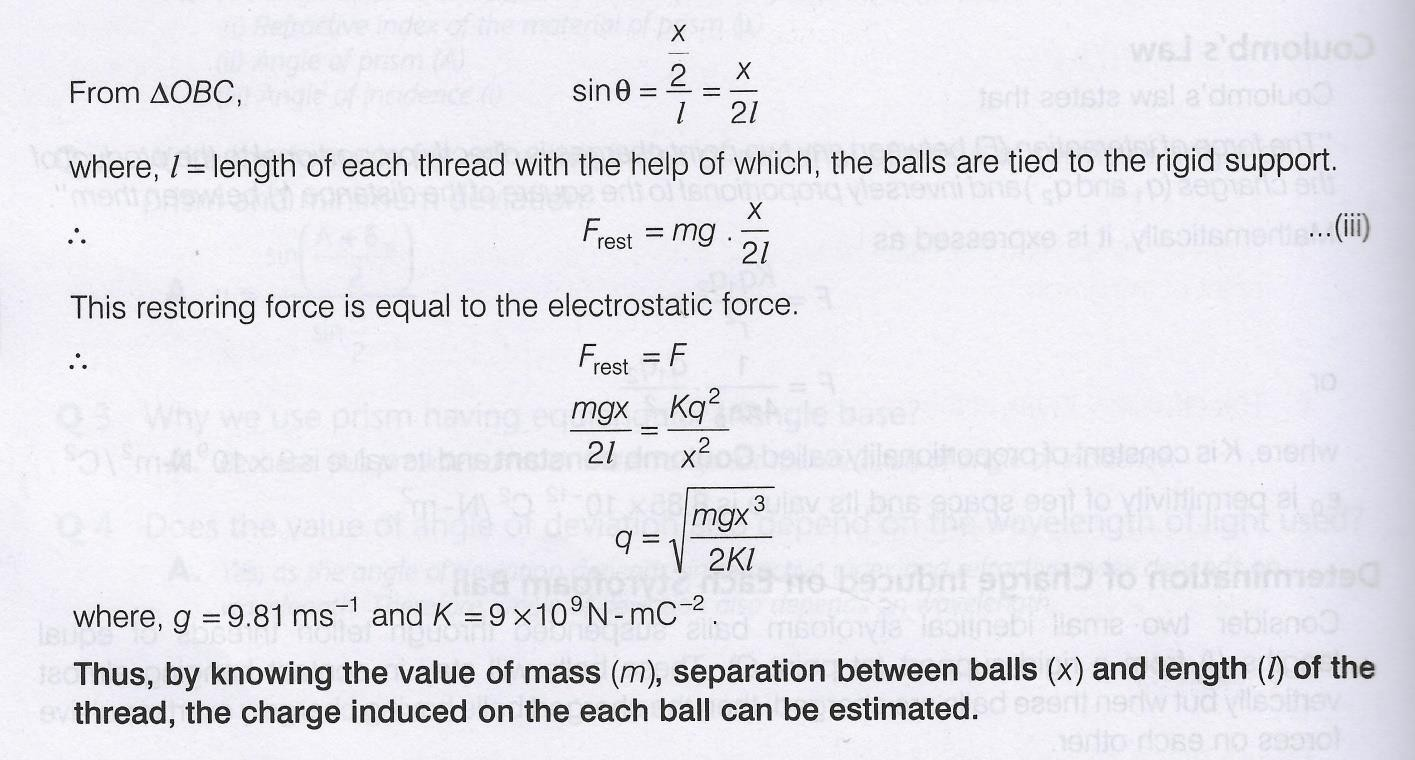 From ΔOBC, sinθ = (x/2)/l = x/2l
where, l = length of each thread with the help of which, the balls are tied to the rigid support.
∴ F_rest = mg · x/2l ...(iii)
This restoring force is equal to the electrostatic force.
∴ F_rest = F
mgx/2l = Kq²/x²
q = √(mgx³/2Kl)
where, g = 9.81 ms⁻¹ and K = 9 × 10⁹ N-mC⁻².
Thus, by knowing the value of mass (m), separation between balls (x) and length (l) of the
thread, the charge induced on the each ball can be estimated.